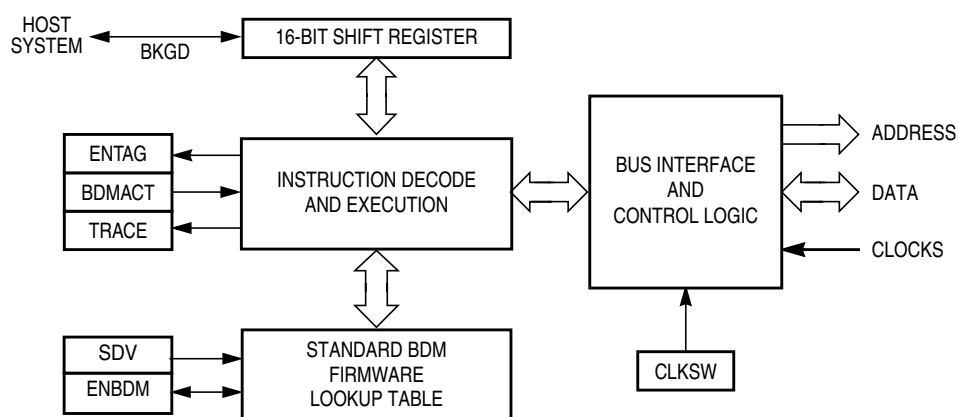 HOST
SYSTEM
BKGD
16-BIT SHIFT REGISTER
ENTAG
BDMACT
TRACE
INSTRUCTION DECODE
AND EXECUTION
BUS INTERFACE
AND
CONTROL LOGIC
ADDRESS
DATA
CLOCKS
SDV
ENBDM
STANDARD BDM
FIRMWARE
LOOKUP TABLE
CLKSW